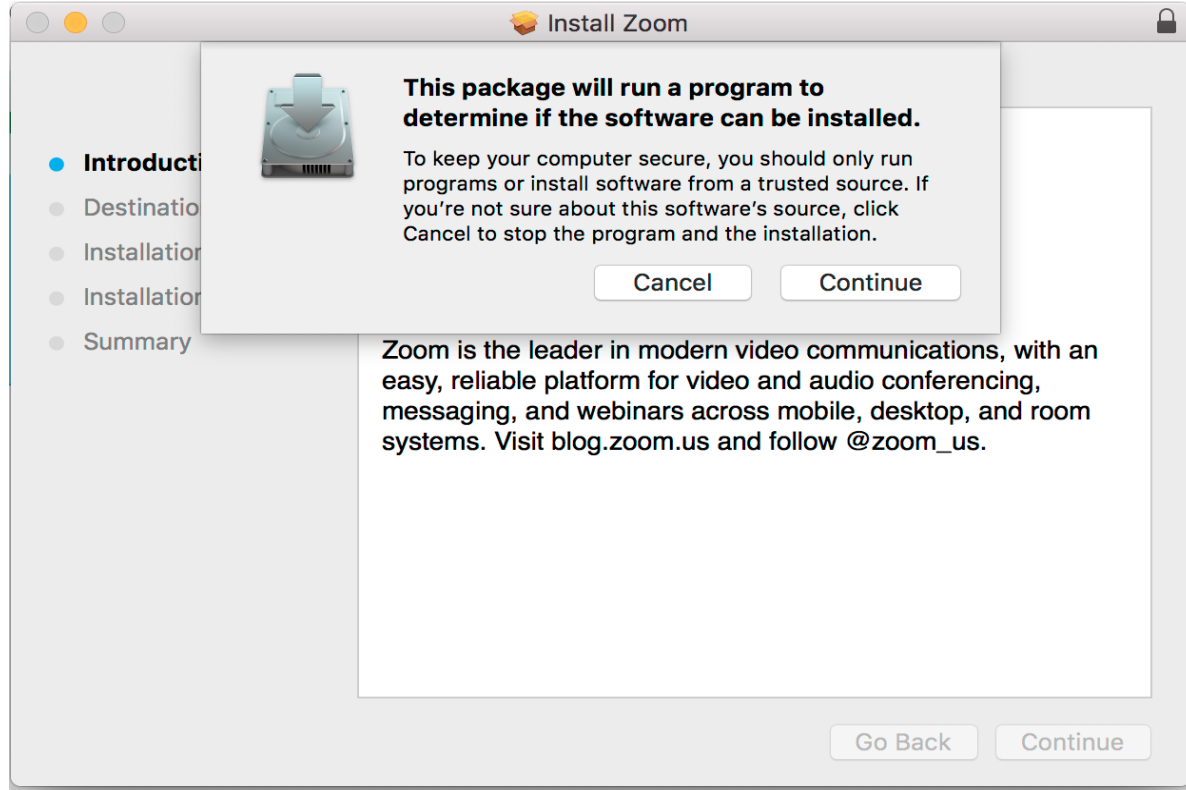 Install Zoom
This package will run a program to
determine if the software can be installed.
To keep your computer secure, you should only run
programs or install software from a trusted source. If
you're not sure about this software's source, click
Cancel to stop the program and the installation.
Cancel
Continue
Introducti
Destinatio
Installation
Installation
Summary
Zoom is the leader in modern video communications, with an
easy, reliable platform for video and audio conferencing,
messaging, and webinars across mobile, desktop, and room
systems. Visit blog.zoom.us and follow @zoom_us.
Go Back
Continue